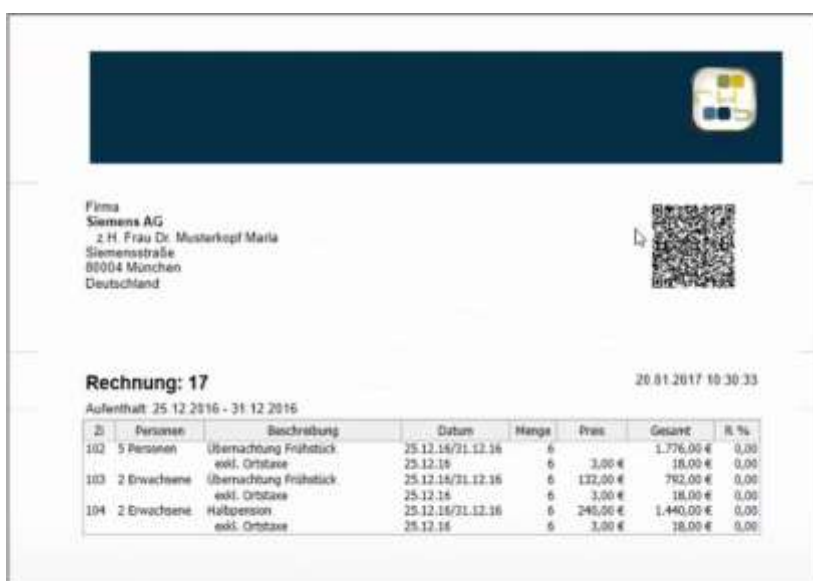 Firma
Siemens AG
z.H. Frau Dr. Musterkopf Maria
Siemensstraße
80004 München
Deutschland
Rechnung: 17
20.01.2017 10:30:33
Aufenthalt: 25.12.2016 - 31.12.2016
Zi Personen Beschreibung Datum Menge Preis Gesamt R.%
102 5 Personen Übernachtung Frühstück 25.12.16/31.12.16 6 1.776,00 € 0,00
exkl. Ortstaxe 25.12.16 6 3,00 € 18,00 € 0,00
103 2 Erwachsene Übernachtung Frühstück 25.12.16/31.12.16 6 132,00 € 792,00 € 0,00
exkl. Ortstaxe 25.12.16 6 3,00 € 18,00 € 0,00
104 2 Erwachsene Halbpension 25.12.16/31.12.16 6 240,00 € 1.440,00 € 0,00
exkl. Ortstaxe 25.12.16 6 3,00 € 18,00 € 0,00